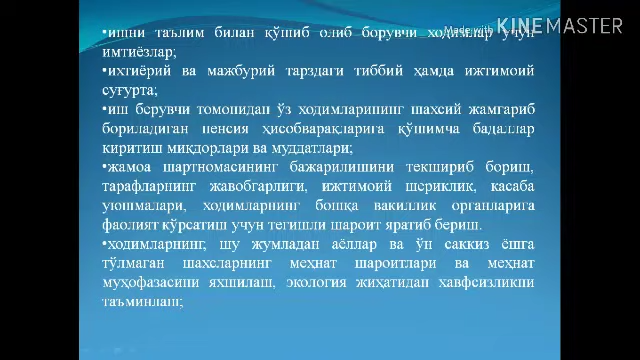 •ишни таълим билан қўшиб олиб борувчи ходимлар учун
имтиёзлар;
•ихтиёрий ва мажбурий тарздаги тиббий ҳамда ижтимоий
суғурта;
•иш берувчи томонидан ўз ходимларининг шахсий жамғариб
бориладиган пенсия ҳисобварақларига қўшимча бадаллар
киритиш миқдорлари ва муддатлари;
•жамоа шартномасининг бажарилишини текшириб бориш,
тарафларнинг жавобгарлиги, ижтимоий шериклик, касаба
уюшмалари, ходимларнинг бошқа вакиллик органларига
фаолият кўрсатиш учун тегишли шароит яратиб бериш.
•ходимларнинг, шу жумладан аёллар ва ўн саккиз ёшга
тўлмаган шахсларнинг меҳнат шароитлари ва меҳнат
муҳофазасини яхшилаш, экология жиҳатидан хавфсизликни
таъминлаш;
Made with KINEMASTER